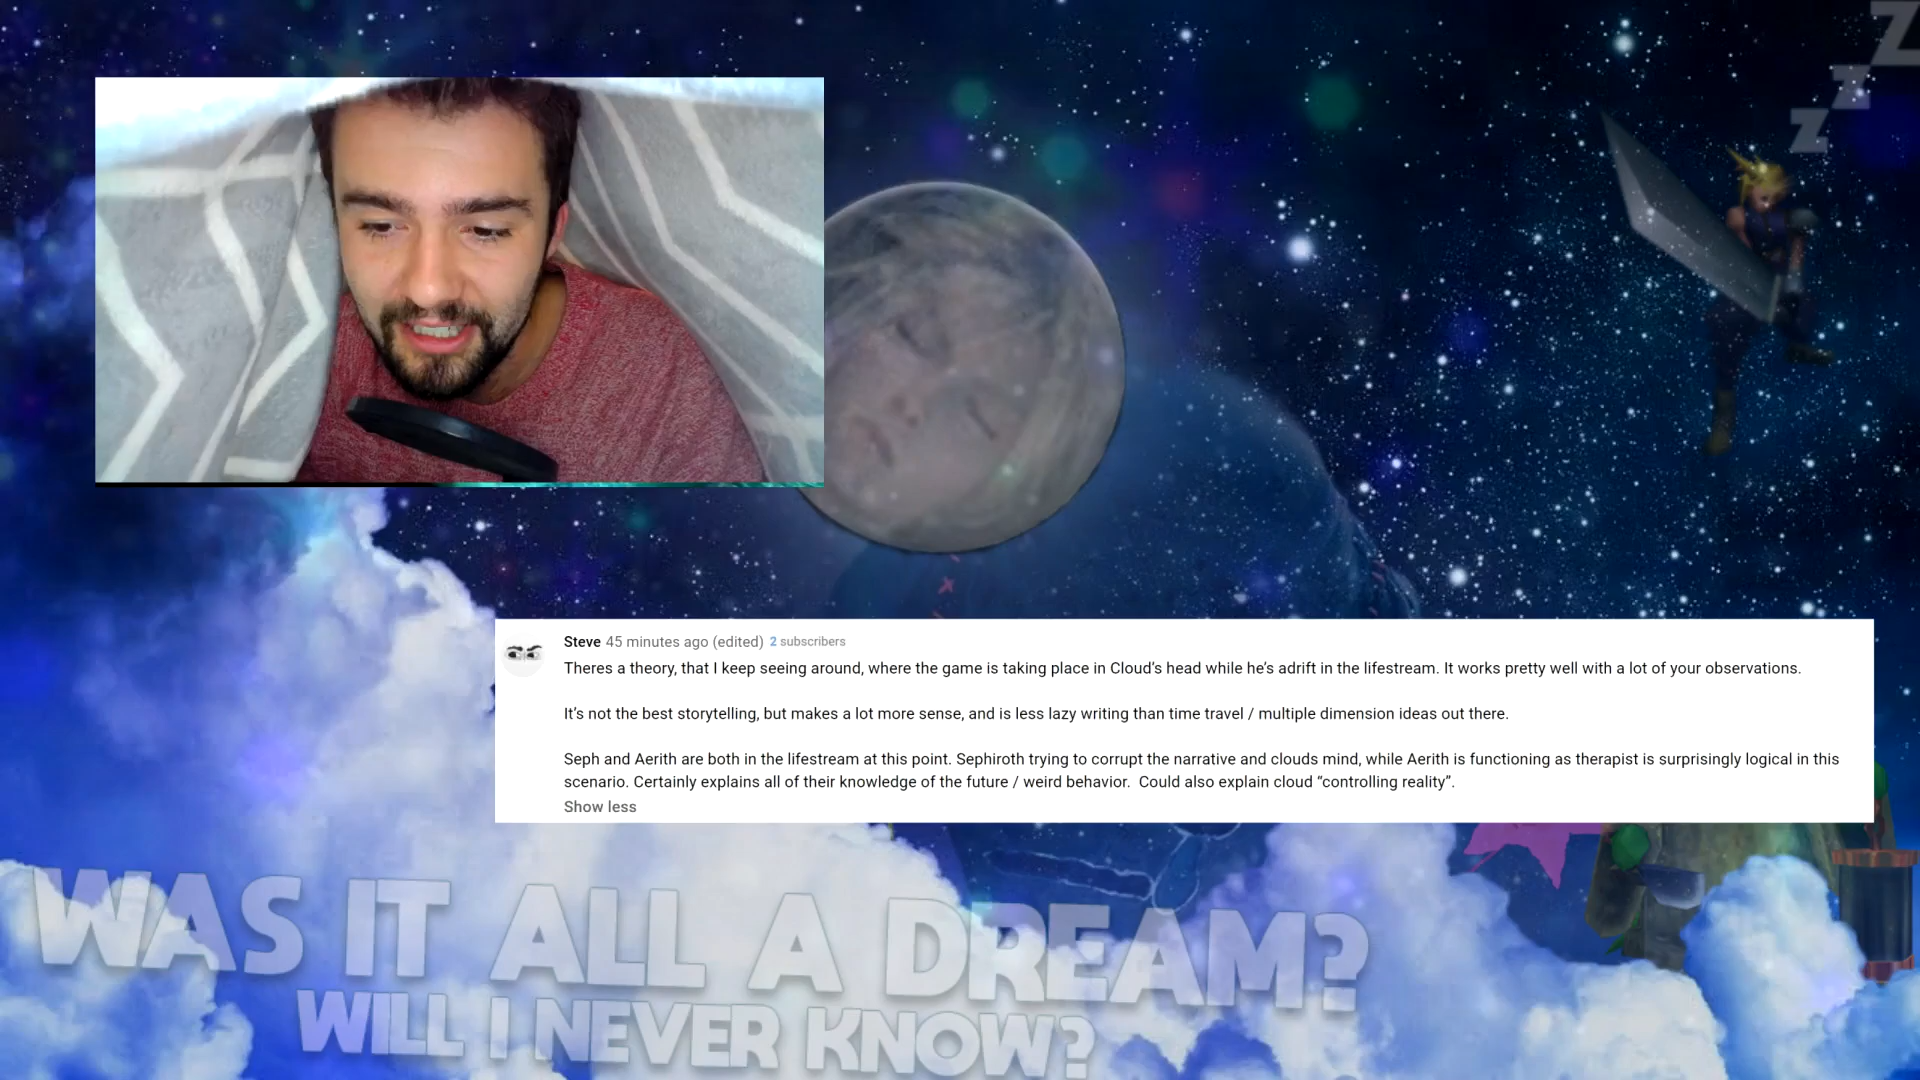 Z
Z
Z
Steve 45 minutes ago (edited) 2 subscribers
Theres a theory, that I keep seeing around, where the game is taking place in Cloud’s head while he’s adrift in the lifestream. It works pretty well with a lot of your observations.
It’s not the best storytelling, but makes a lot more sense, and is less lazy writing than time travel / multiple dimension ideas out there.
Seph and Aerith are both in the lifestream at this point. Sephiroth trying to corrupt the narrative and clouds mind, while Aerith is functioning as therapist is surprisingly logical in this
scenario. Certainly explains all of their knowledge of the future / weird behavior.  Could also explain cloud “controlling reality”.
Show less
WAS IT ALL A DREAM?
WILL I NEVER KNOW?